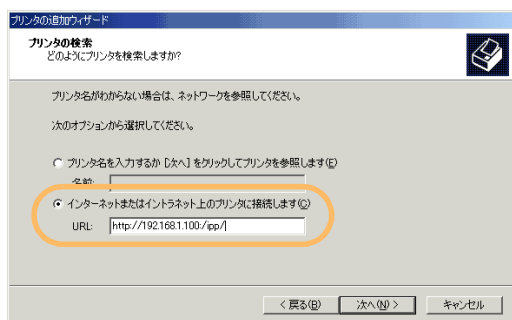 プリンタの追加ウィザード
プリンタの検索
どのようにプリンタを検索しますか?
プリンタ名がわからない場合は、ネットワークを参照してください。
次のオプションから選択してください。
プリンタ名を入力するか [次へ] をクリックしてプリンタを参照します(E)
名前:
インターネットまたはイントラネット上のプリンタに接続します(C)
URL: http://192.168.1.100:/ipp/
< 戻る(B) 次へ(N) > キャンセル